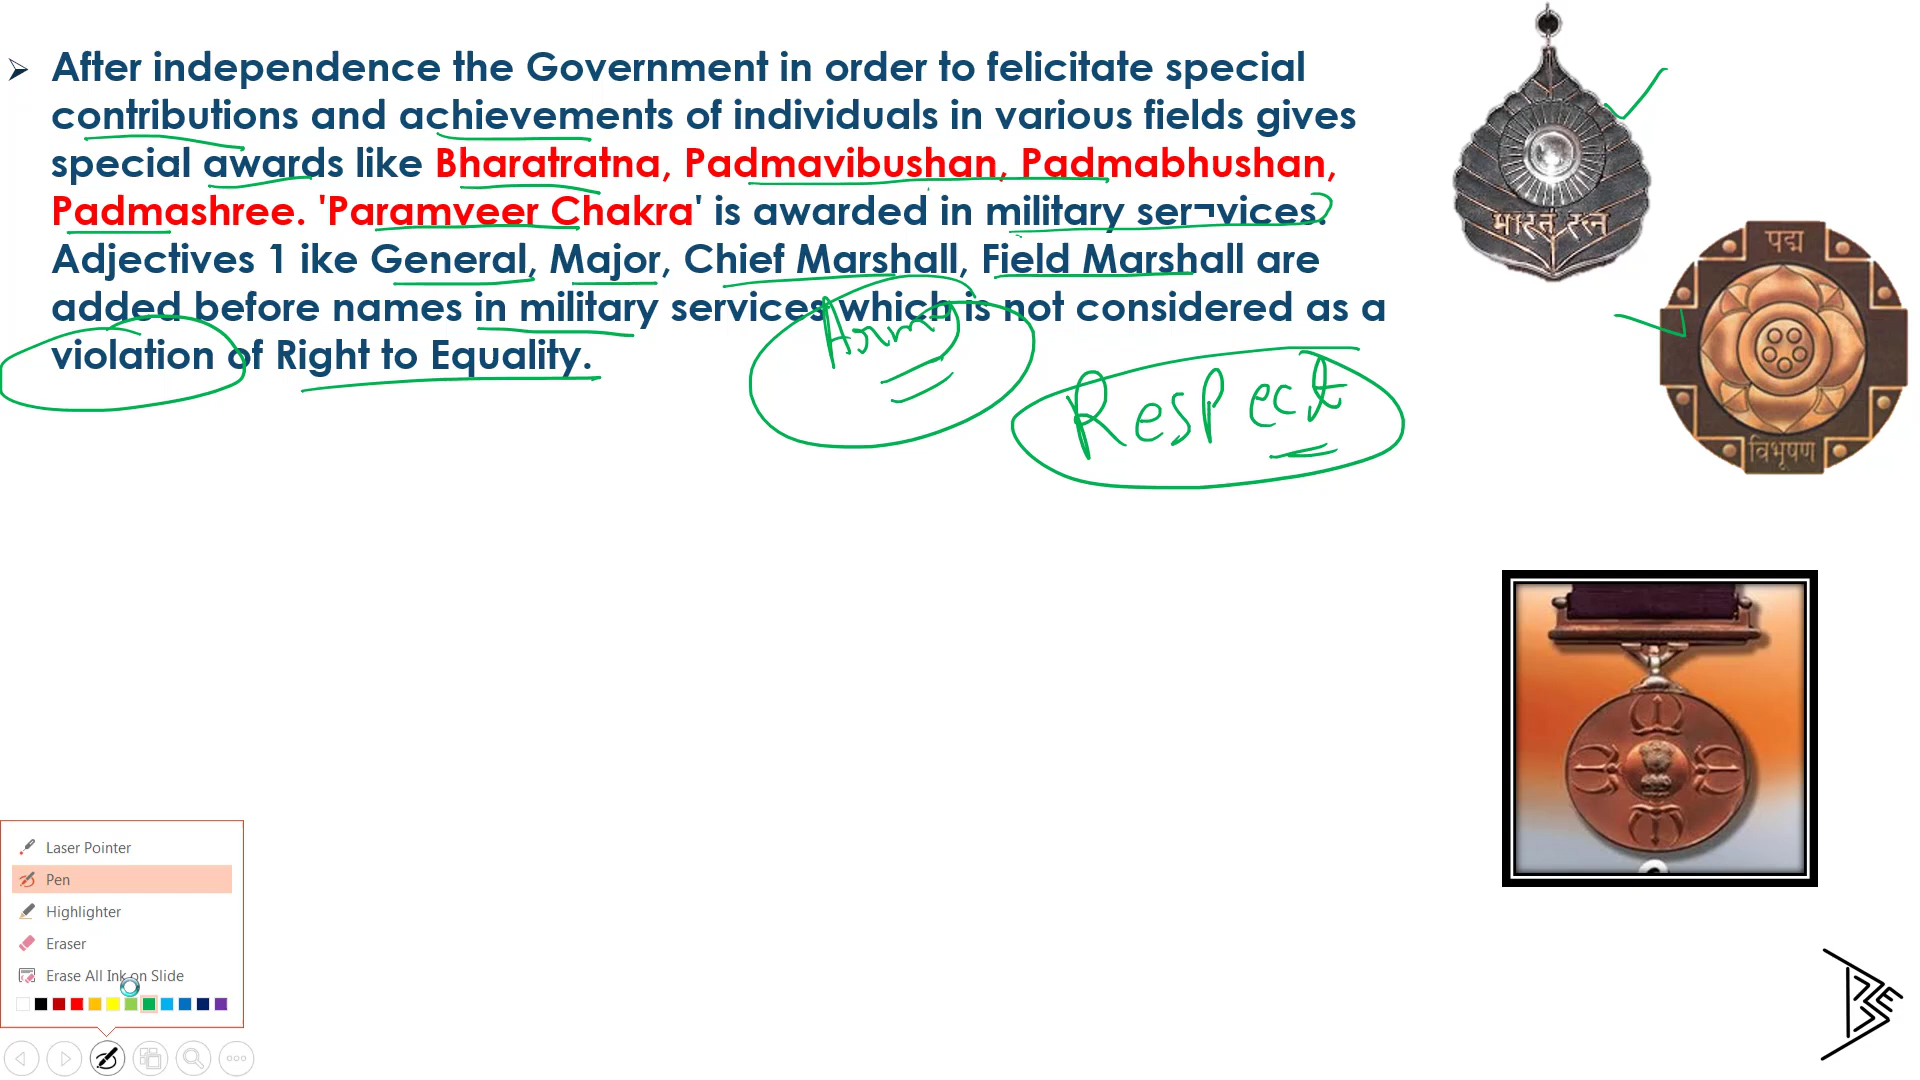 After independence the Government in order to felicitate special
contributions and achievements of individuals in various fields gives
special awards like Bharatratna, Padmavibushan, Padmabhushan,
Padmashree. 'Paramveer Chakra' is awarded in military ser¬vices.
Adjectives 1 ike General, Major, Chief Marshall, Field Marshall are
added before names in military services which is not considered as a
violation of Right to Equality.
Respect
भारत रत्न
पद्म
विभूषण
Laser Pointer
Pen
Highlighter
Eraser
Erase All Ink on Slide